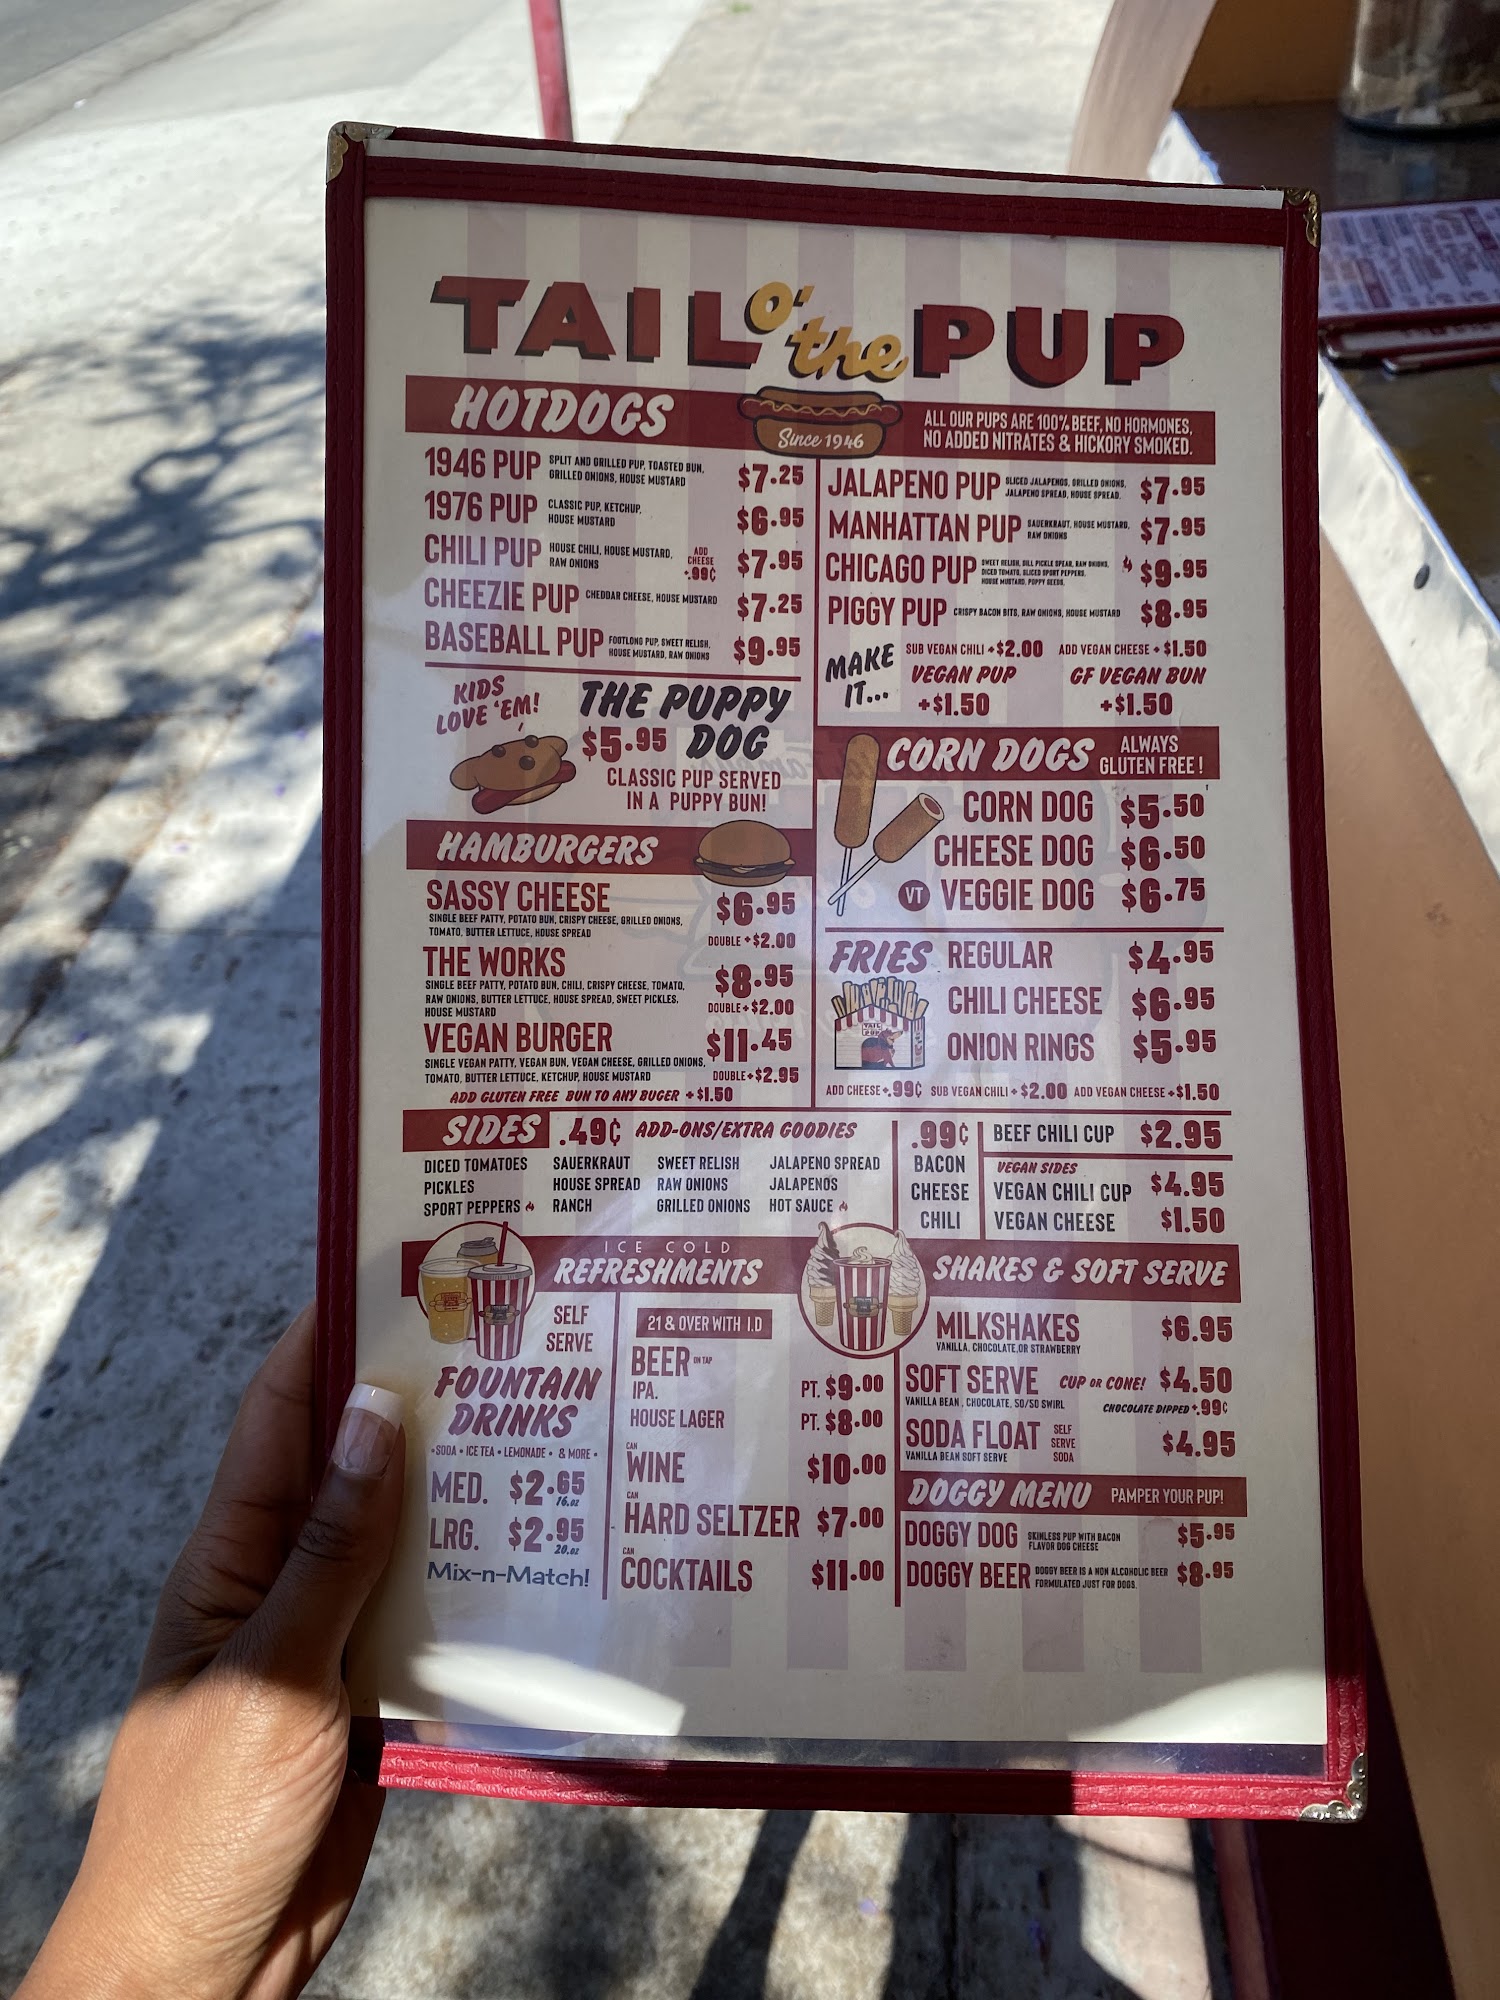 TAIL O' the PUP
HOTDOGS
Since 1946
ALL OUR PUPS ARE 100% BEEF, NO HORMONES,
NO ADDED NITRATES & HICKORY SMOKED.
1946 PUP SPLIT AND GRILLED PUP, TOASTED BUN, $7.25
GRILLED ONIONS, HOUSE MUSTARD
1976 PUP CLASSIC PUP, KETCHUP, $6.95
HOUSE MUSTARD
CHILI PUP HOUSE CHILI, HOUSE MUSTARD, $7.95
RAW ONIONS
ADD
CHEESE
+.99¢
CHEEZIE PUP CHEDDAR CHEESE, HOUSE MUSTARD $7.25
BASEBALL PUP FOOTLONG PUP, SWEET RELISH, $9.95
HOUSE MUSTARD, RAW ONIONS
KIDS
LOVE 'EM!
THE PUPPY
$5.95 DOG
CLASSIC PUP SERVED
IN A PUPPY BUN!
JALAPENO PUP SLICED JALAPENOS, GRILLED ONIONS, $7.95
JALAPENO SPREAD, HOUSE SPREAD.
MANHATTAN PUP SAUERKRAUT, HOUSE MUSTARD, $7.95
RAW ONIONS
CHICAGO PUP SWEET RELISH, DILL PICKLE SPEAR, RAW ONIONS, $9.95
DICED TOMATO, SLICED SPORT PEPPERS,
HOUSE MUSTARD, POPPY SEEDS.
PIGGY PUP CRISPY BACON BITS, RAW ONIONS, HOUSE MUSTARD $8.95
MAKE
IT...
SUB VEGAN CHILI +$2.00 ADD VEGAN CHEESE + $1.50
VEGAN PUP GF VEGAN BUN
+$1.50 +$1.50
CORN DOGS ALWAYS
GLUTEN FREE!
CORN DOG $5.50
CHEESE DOG $6.50
VT VEGGIE DOG $6.75
HAMBURGERS
SASSY CHEESE $6.95
SINGLE BEEF PATTY, POTATO BUN, CRISPY CHEESE, GRILLED ONIONS,
TOMATO, BUTTER LETTUCE, HOUSE SPREAD
DOUBLE +$2.00
THE WORKS $8.95
SINGLE BEEF PATTY, POTATO BUN, CHILI, CRISPY CHEESE, TOMATO,
RAW ONIONS, BUTTER LETTUCE, HOUSE SPREAD, SWEET PICKLES,
HOUSE MUSTARD
DOUBLE+$2.00
VEGAN BURGER $11.45
SINGLE VEGAN PATTY, VEGAN BUN, VEGAN CHEESE, GRILLED ONIONS,
TOMATO, BUTTER LETTUCE, KETCHUP, HOUSE MUSTARD
DOUBLE+$2.95
ADD GLUTEN FREE BUN TO ANY BUGER +$1.50
FRIES REGULAR $4.95
CHILI CHEESE $6.95
ONION RINGS $5.95
TAIL
PUP
ADD CHEESE+.99¢ SUB VEGAN CHILI + $2.00 ADD VEGAN CHEESE +$1.50
SIDES .49¢ ADD-ONS/EXTRA GOODIES
DICED TOMATOES SAUERKRAUT SWEET RELISH JALAPENO SPREAD
PICKLES HOUSE SPREAD RAW ONIONS JALAPENOS
SPORT PEPPERS RANCH GRILLED ONIONS HOT SAUCE
.99¢
BACON
CHEESE
CHILI
BEEF CHILI CUP $2.95
VEGAN SIDES
VEGAN CHILI CUP $4.95
VEGAN CHEESE $1.50
ICE COLD
REFRESHMENTS
SELF
SERVE
FOUNTAIN
DRINKS
•SODA • ICE TEA • LEMONADE • & MORE •
MED. $2.65
16.oz
LRG. $2.95
20.oz
Mix-n-Match!
21 & OVER WITH I.D
BEER ON TAP
IPA. PT. $9.00
HOUSE LAGER PT. $8.00
CAN
WINE $10.00
CAN
HARD SELTZER $7.00
CAN
COCKTAILS $11.00
SHAKES & SOFT SERVE
MILKSHAKES $6.95
VANILLA, CHOCOLATE,OR STRAWBERRY
SOFT SERVE CUP OR CONE! $4.50
VANILLA BEAN , CHOCOLATE, 50/50 SWIRL
CHOCOLATE DIPPED +.99¢
SODA FLOAT SELF $4.95
SERVE
SODA
VANILLA BEAN SOFT SERVE
DOGGY MENU PAMPER YOUR PUP!
DOGGY DOG SKINLESS PUP WITH BACON $5.95
FLAVOR DOG CHEESE
DOGGY BEER DOGGY BEER IS A NON ALCOHOLIC BEER $8.95
FORMULATED JUST FOR DOGS.